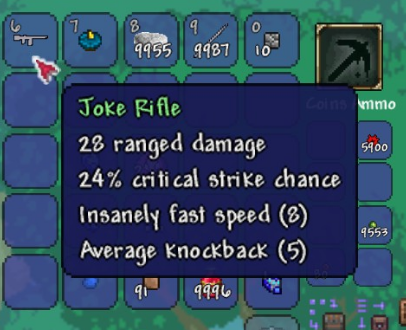 6 7 8 9 0
9955 9987 10
Joke Rifle
28 ranged damage
24% critical strike chance
Insanely fast speed (8)
Average knockback (5)
Coins Ammo
5900
9553
91 9996